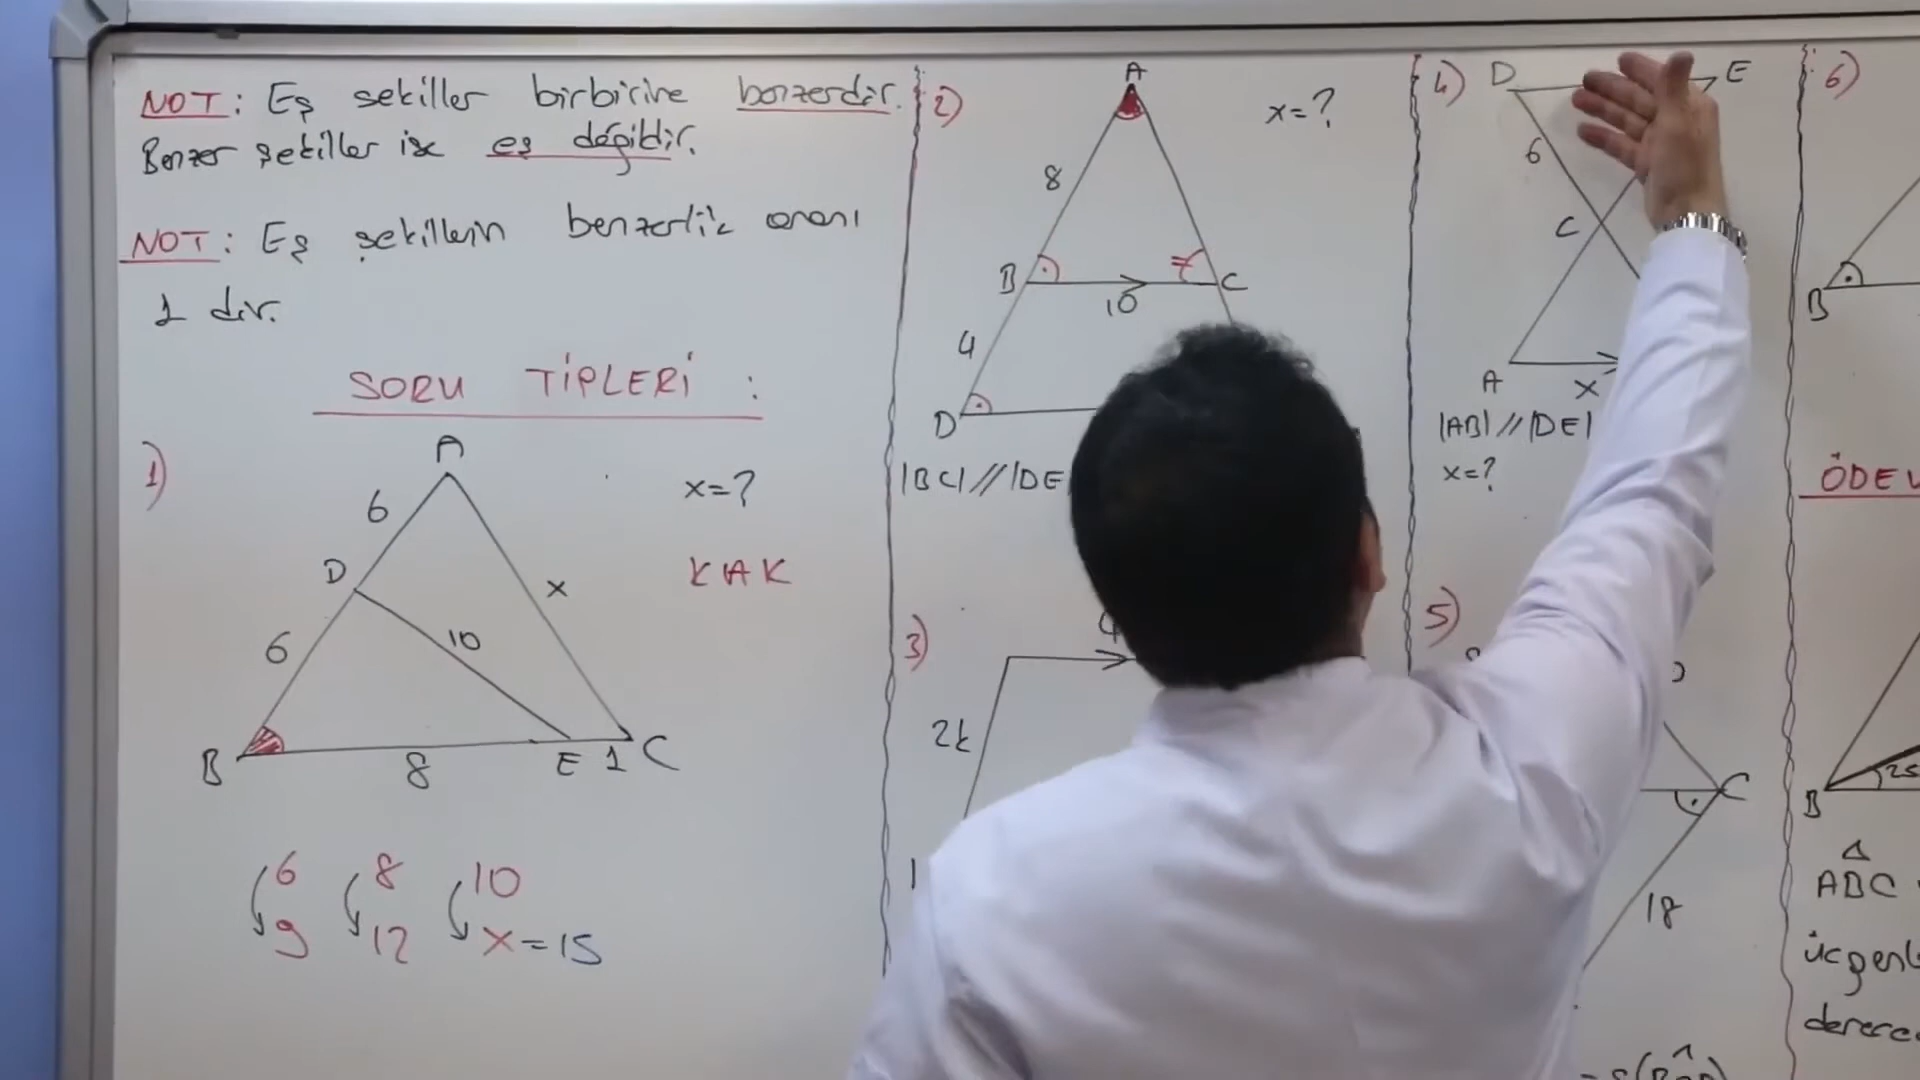 NOT: Eş şekiller birbirine benzerdir.
Benzer şekiller ise eş değildir.
NOT: Eş şekillerin benzerlik oranı
1 dir.
SORU TİPLERİ :
1)
A
6
x=?
D
x
KAK
6
10
B
8
E 1 C
6 8 10
9 12 x=15
2)
A
x=?
8
B
C
10
4
D
|BC| // |DE
3)
2k
4)
D
E
6
C
A
x
|AB| // |DE|
x=?
5)
C
18
6)
B
ÖDEV
B
25
ABC